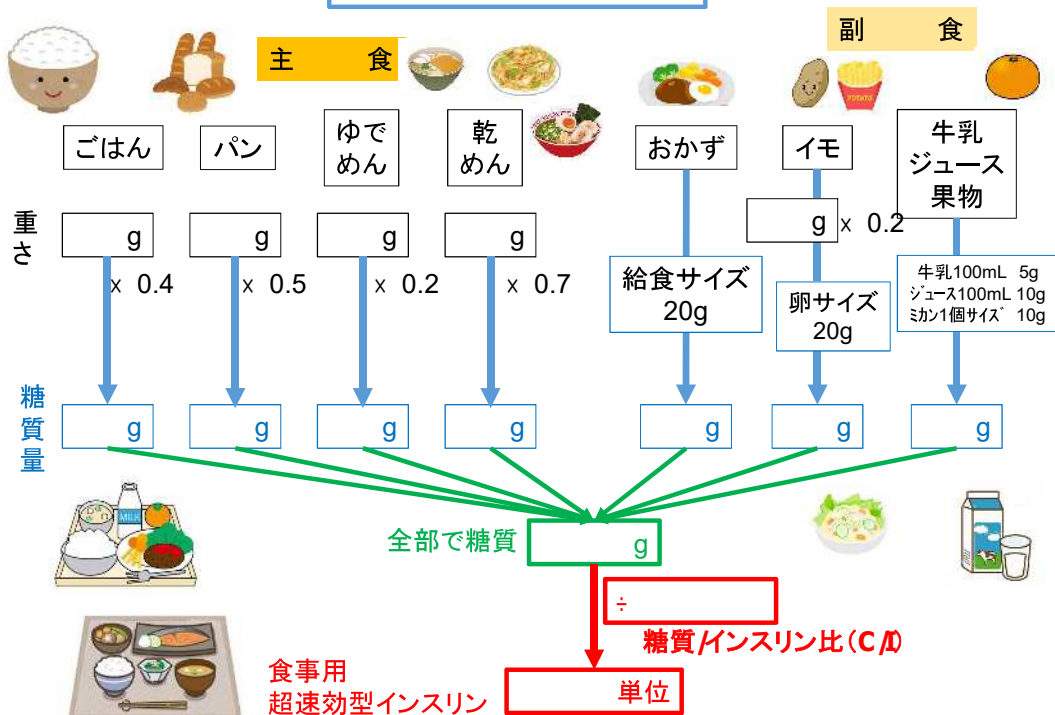 主　食
副　食
ごはん
パン
ゆで
めん
乾
めん
おかず
イモ
牛乳
ジュース
果物
重さ
g
g
g
g
g × 0.2
× 0.4
× 0.5
× 0.2
× 0.7
給食サイズ
20g
卵サイズ
20g
牛乳100mL 5g
ジュース100mL 10g
ミカン1個サイズ 10g
糖質量
g
g
g
g
g
g
g
MILK
POTATO
全部で糖質
g
÷
糖質/インスリン比(C/I)
食事用
超速効型インスリン
単位